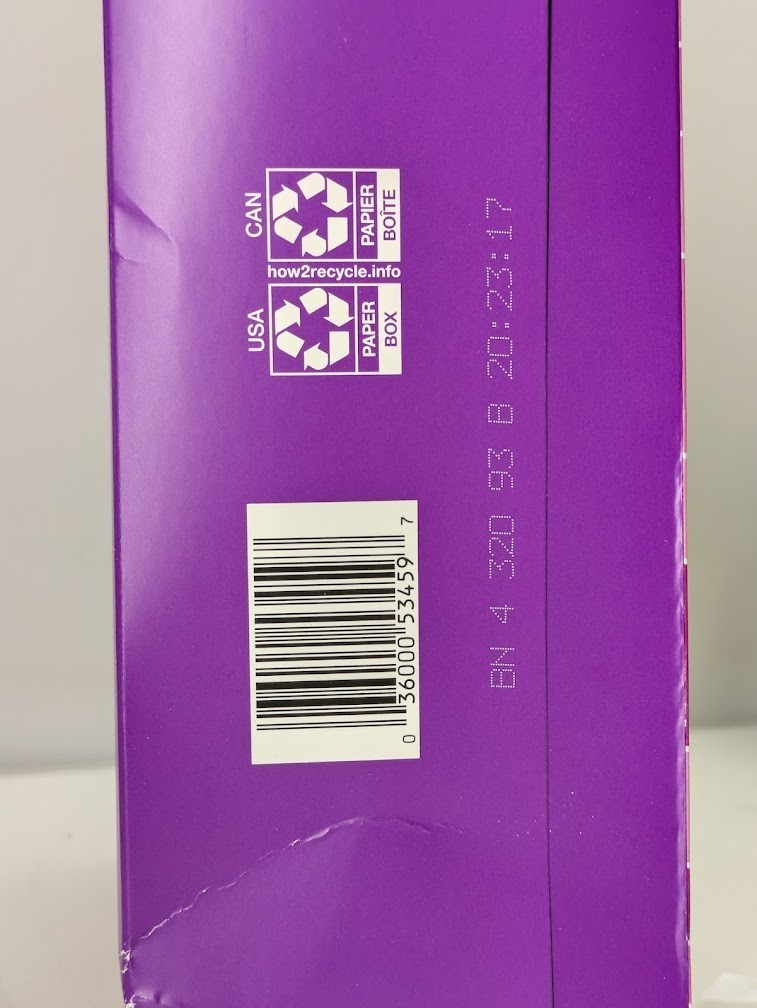 CAN
PAPIER
BOÎTE
how2recycle.info
USA
PAPER
BOX
0 36000 53459 7
BN 4 320 93 B 20:23:17